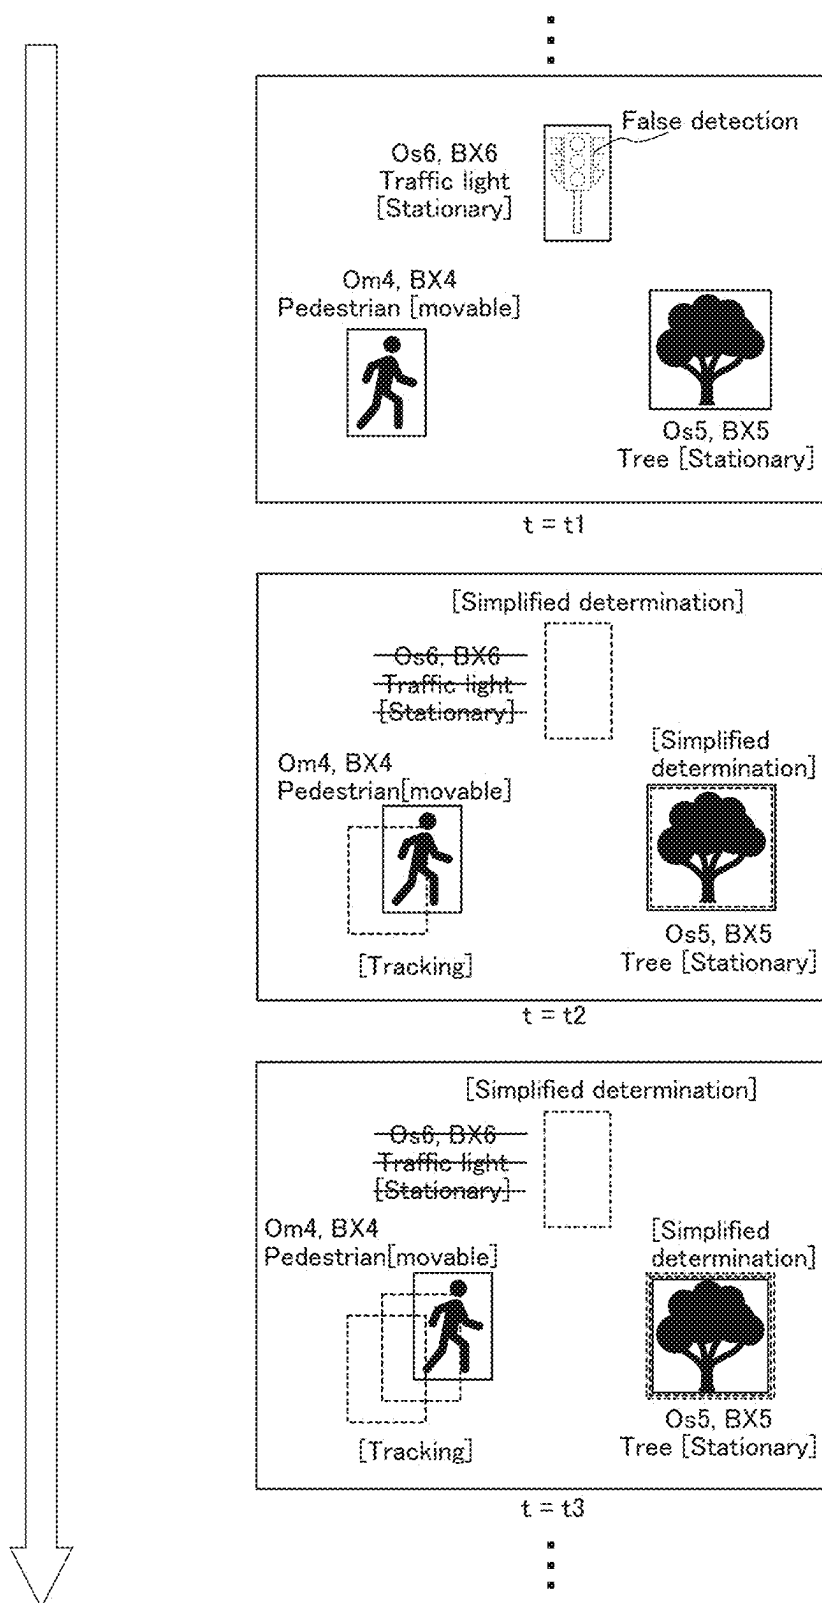 False detection
Os6, BX6
Traffic light
[Stationary]
Om4, BX4
Pedestrian [movable]
Os5, BX5
Tree [Stationary]
t = t1
[Simplified determination]
Os6, BX6
Traffic light
[Stationary]
[Simplified
determination]
Om4, BX4
Pedestrian[movable]
Os5, BX5
Tree [Stationary]
[Tracking]
t = t2
[Simplified determination]
Os6, BX6
Traffic light
[Stationary]
Om4, BX4
Pedestrian[movable]
[Simplified
determination]
Os5, BX5
Tree [Stationary]
[Tracking]
t = t3